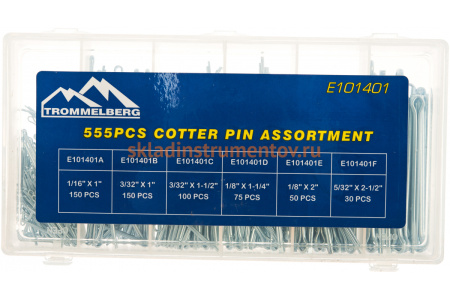 E101401
TROMMELBERG
555PCS COTTER PIN ASSORTMENT
складінструментов.ru
E101401A E101401B E101401C E101401D E101401E E101401F
1/16" X 1" 3/32" X 1" 3/32" X 1-1/2" 1/8" X 1-1/4" 1/8" X 2" 5/32" X 2-1/2"
150 PCS 150 PCS 100 PCS 75 PCS 50 PCS 30 PCS